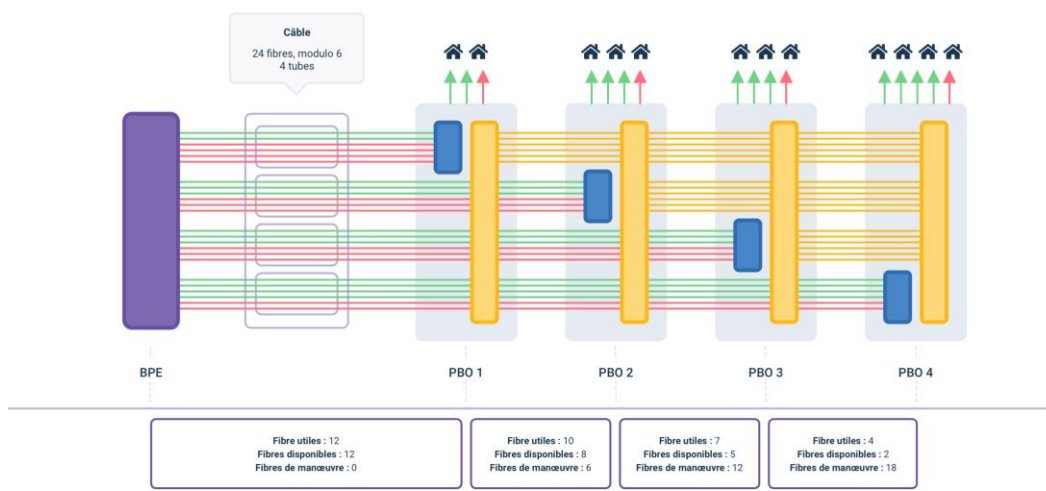 Câble
24 fibres, modulo 6
4 tubes
BPE
PBO 1
PBO 2
PBO 3
PBO 4
Fibre utiles : 12
Fibres disponibles : 12
Fibres de manœuvre : 0
Fibre utiles : 10
Fibres disponibles : 8
Fibres de manœuvre : 6
Fibre utiles : 7
Fibres disponibles : 5
Fibres de manœuvre : 12
Fibre utiles : 4
Fibres disponibles : 2
Fibres de manœuvre : 18